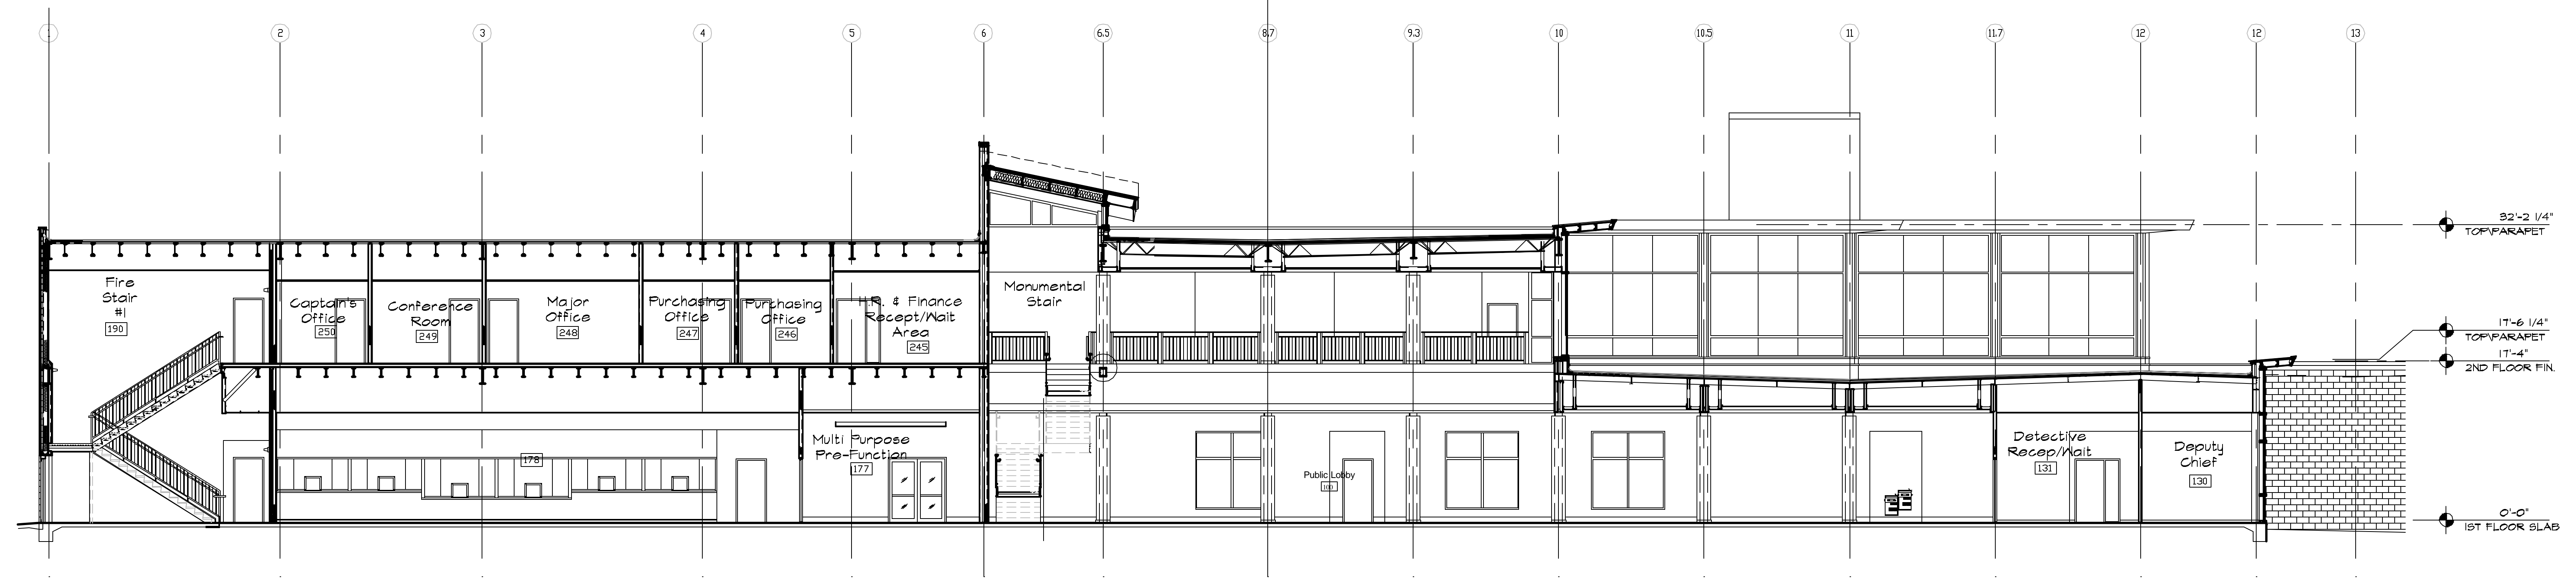 1 2 3 4 5 6 6.5 8.7 9.3 10 10.5 11 11.7 12 12 13
32'-2 1/4"
TOP\PARAPET
Fire
Stair
#1
190
Captain's
Office
250
Conference
Room
249
Major
Office
248
Purchasing
Office
247
Purchasing
Office
246
H.R. & Finance
Recept/Wait
Area
245
Monumental
Stair
17'-6 1/4"
TOP\PARAPET
17'-4"
2ND FLOOR FIN.
178
Multi Purpose
Pre-Function
177
Public Lobby
100
Detective
Recep/Wait
131
Deputy
Chief
130
0'-0"
1ST FLOOR SLAB